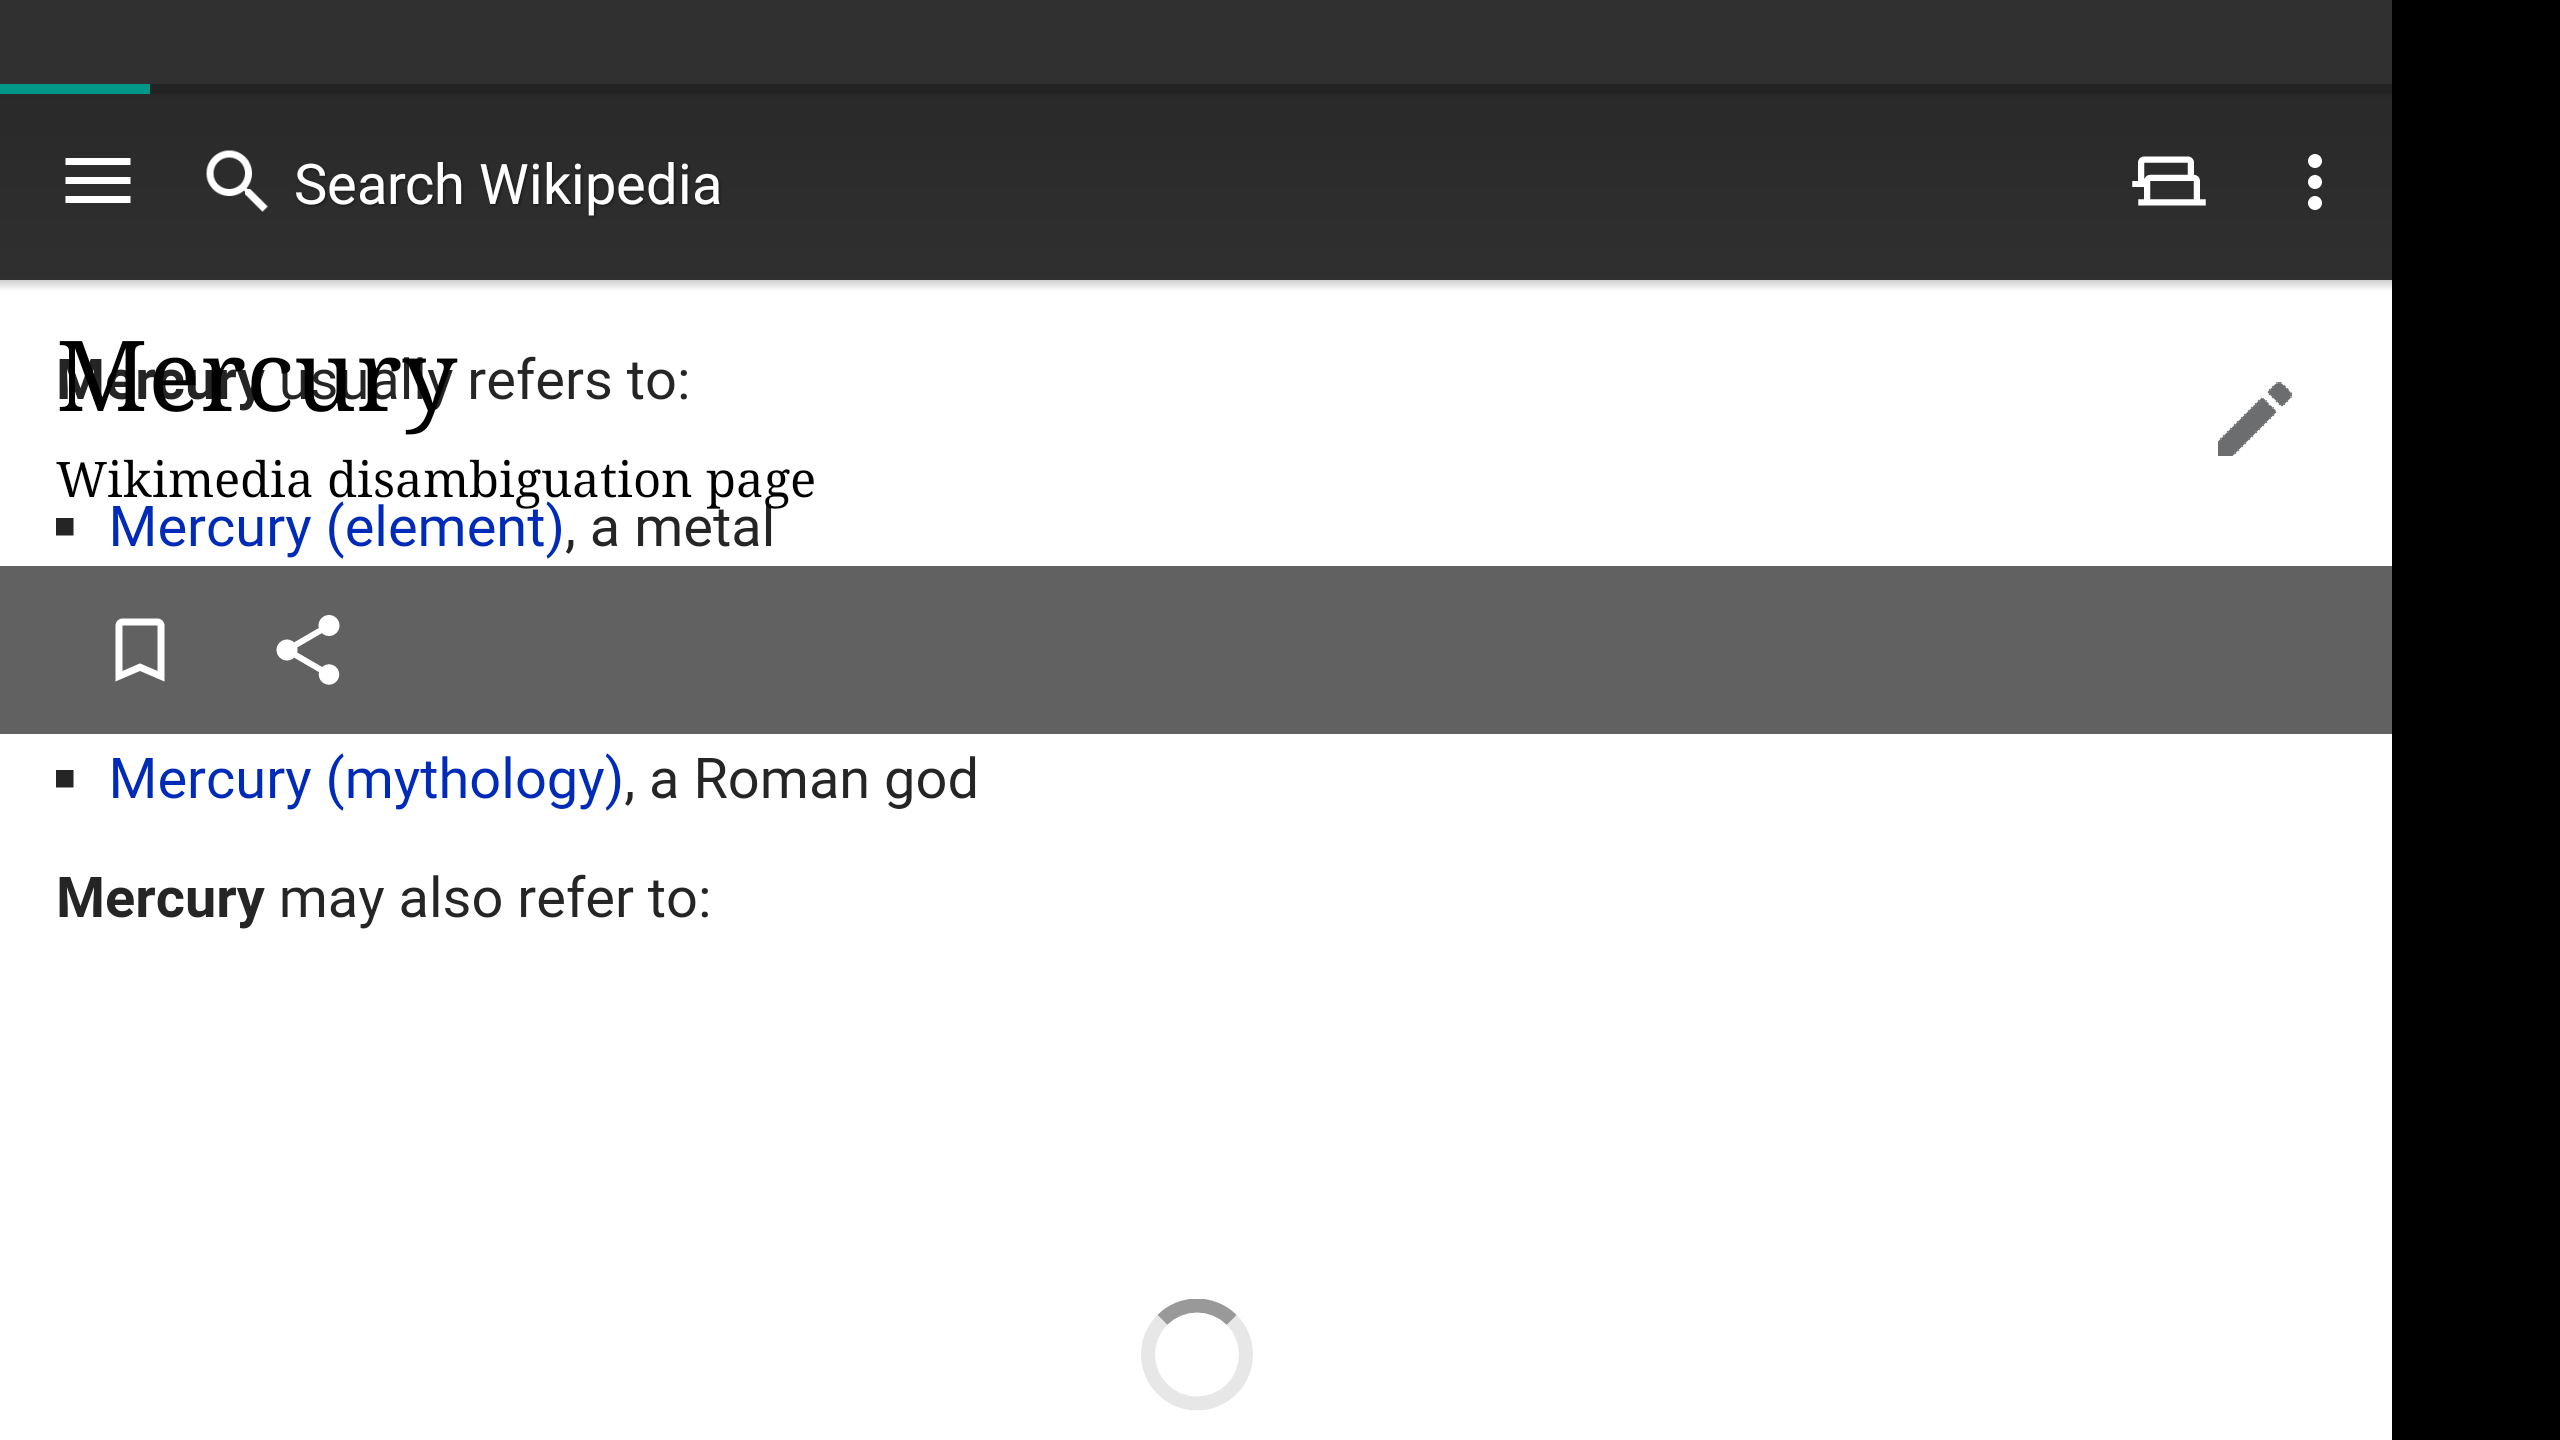 Search Wikipedia
Mercury
Mercury usually refers to:
Wikimedia disambiguation page
▪ Mercury (element), a metal
▪ Mercury (mythology), a Roman god
Mercury may also refer to: